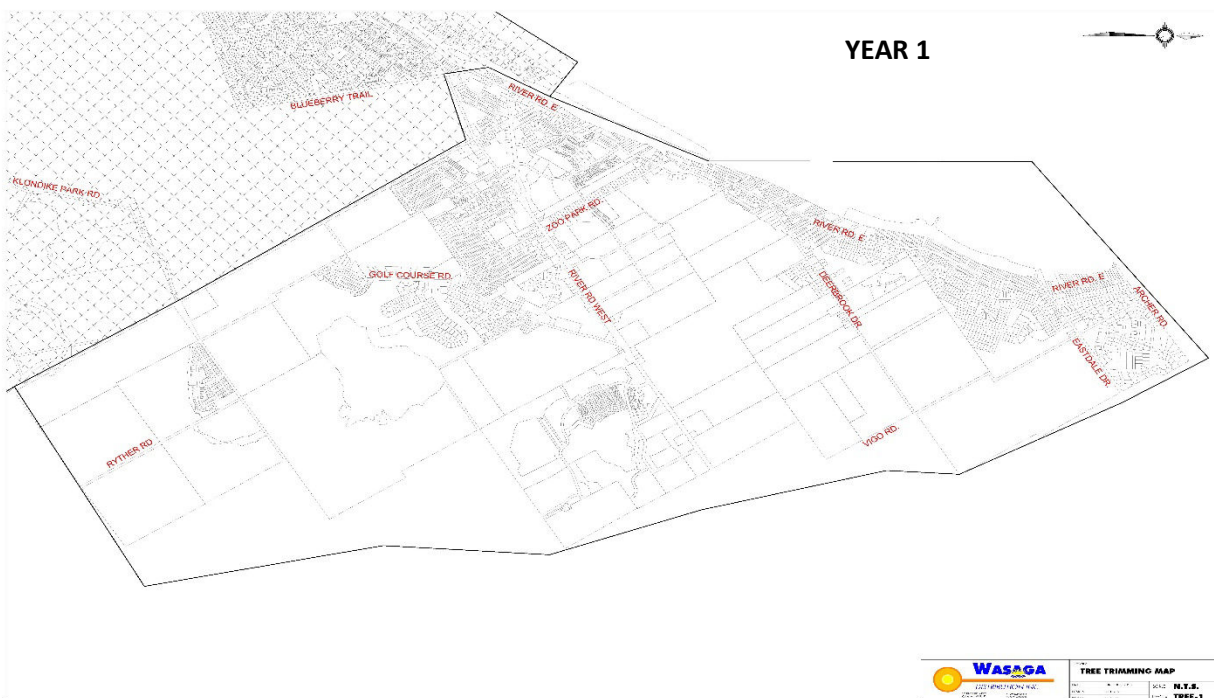 YEAR 1
RIVER RD. E
BLUEBERRY TRAIL
KLONDIKE PARK RD.
ZOO PARK RD.
RIVER RD. E
GOLF COURSE RD.
RIVER RD WEST
DEERBROOK DR.
RIVER RD. E
ARCHER RD.
EASTDALE DR.
RYTHER RD
VIGO RD.
WASAGA
DISTRIBUTION INC.
TREE TRIMMING MAP
N.T.S.
TREE-1